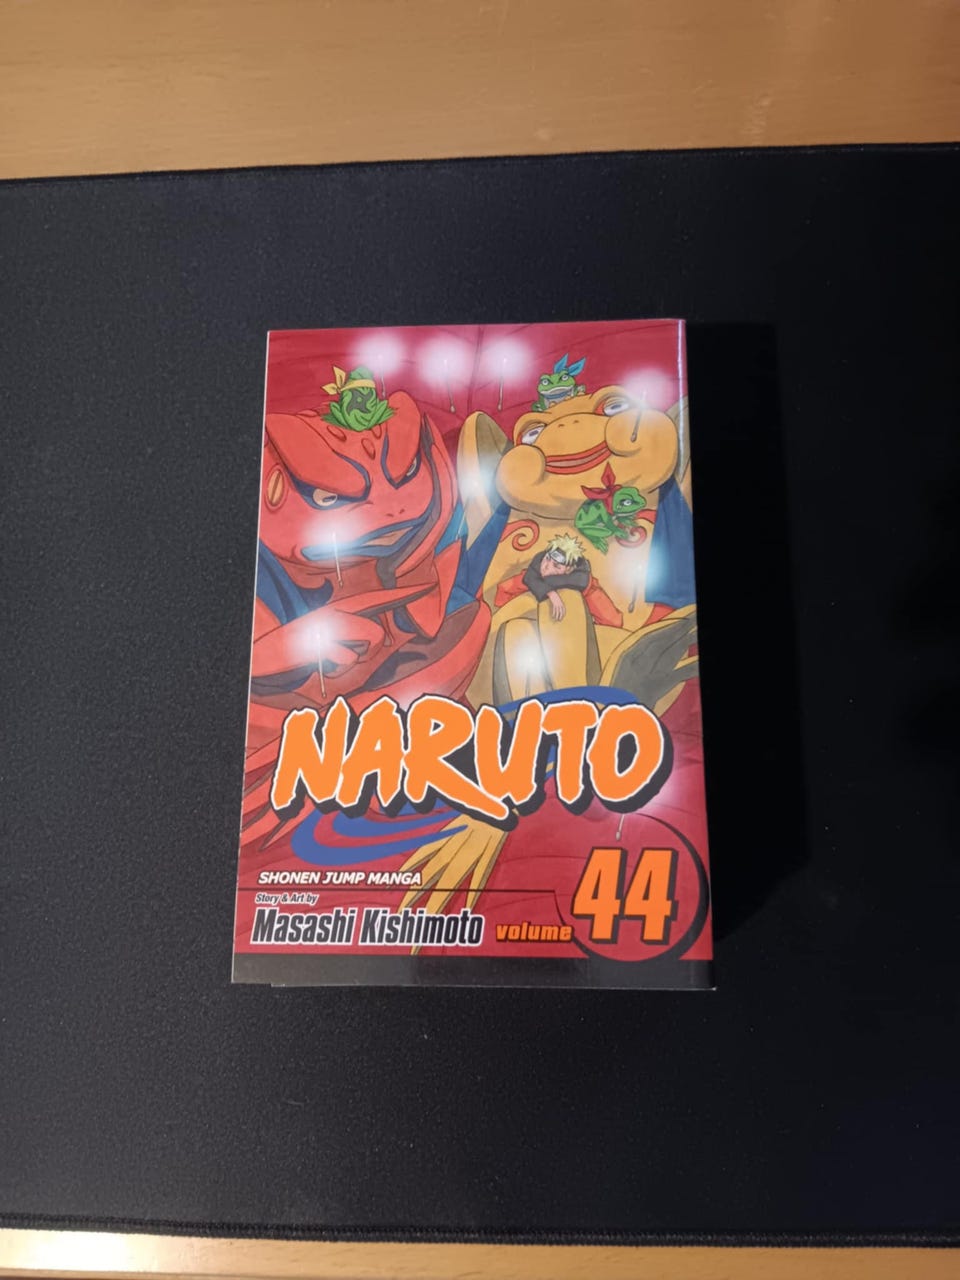 NARUTO
SHONEN JUMP MANGA
Story & Art by
Masashi Kishimoto
volume 44